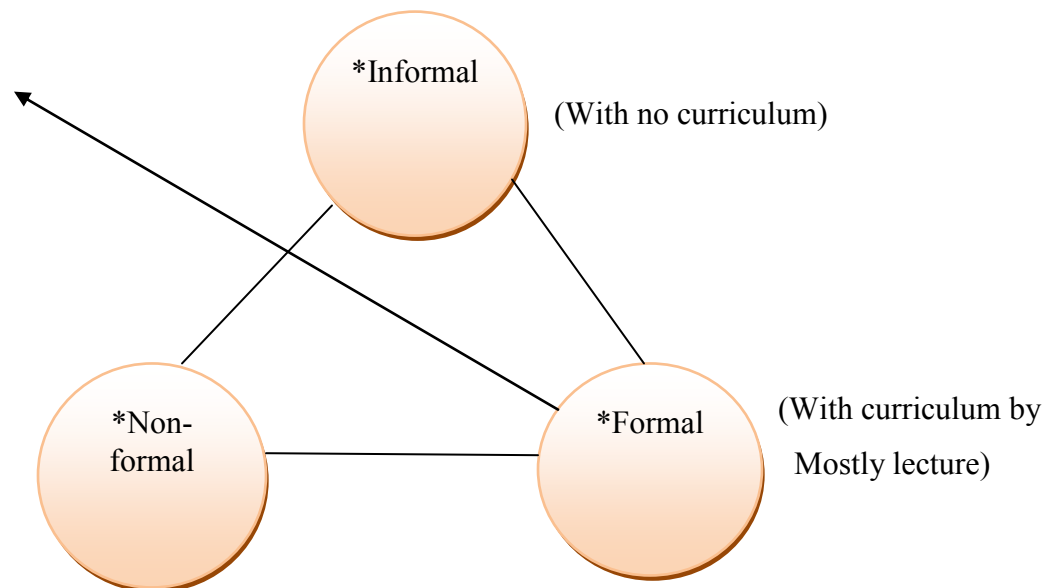 *Informal
(With no curriculum)
*Non-
formal
*Formal
(With curriculum by
Mostly lecture)